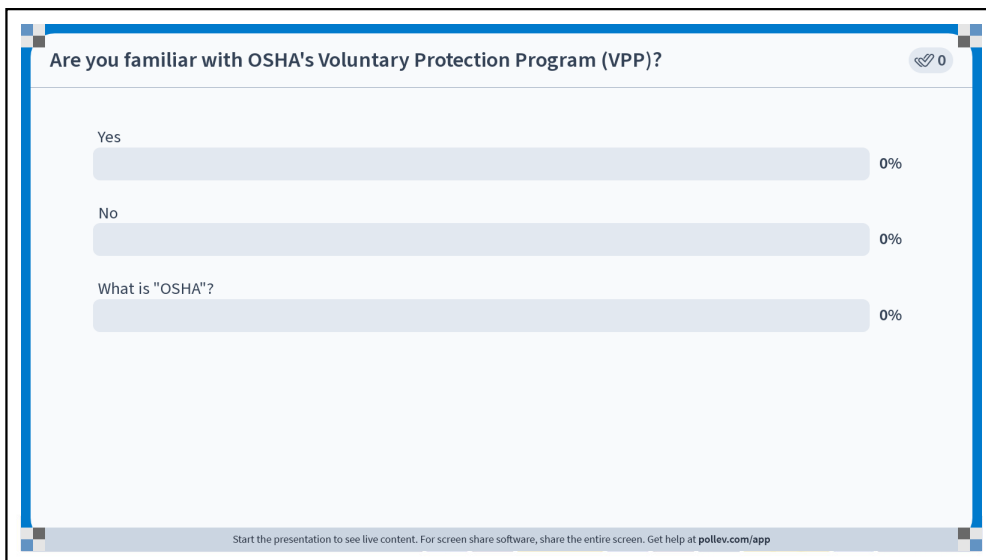 Are you familiar with OSHA's Voluntary Protection Program (VPP)?
0
Yes
0%
No
0%
What is "OSHA"?
0%
Start the presentation to see live content. For screen share software, share the entire screen. Get help at pollev.com/app